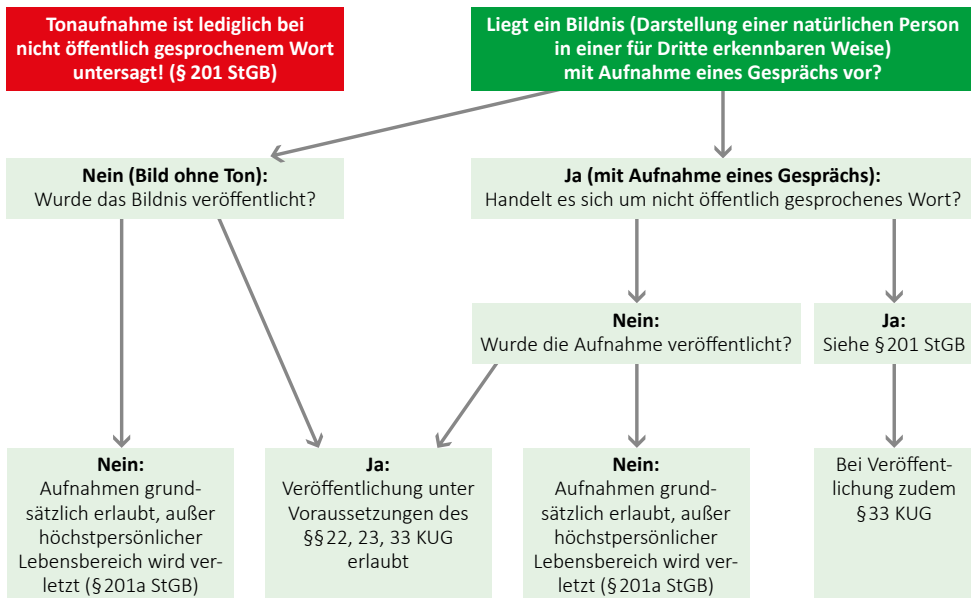 Tonaufnahme ist lediglich bei
nicht öffentlich gesprochenem Wort
untersagt! (§ 201 StGB)
Liegt ein Bildnis (Darstellung einer natürlichen Person
in einer für Dritte erkennbaren Weise)
mit Aufnahme eines Gesprächs vor?
Nein (Bild ohne Ton):
Wurde das Bildnis veröffentlicht?
Ja (mit Aufnahme eines Gesprächs):
Handelt es sich um nicht öffentlich gesprochenes Wort?
Nein:
Wurde die Aufnahme veröffentlicht?
Ja:
Siehe § 201 StGB
Nein:
Aufnahmen grund-
sätzlich erlaubt, außer
höchstpersönlicher
Lebensbereich wird ver-
letzt (§ 201a StGB)
Ja:
Veröffentlichung unter
Voraussetzungen des
§§ 22, 23, 33 KUG
erlaubt
Nein:
Aufnahmen grund-
sätzlich erlaubt, außer
höchstpersönlicher
Lebensbereich wird ver-
letzt (§ 201a StGB)
Bei Veröffent-
lichung zudem
§ 33 KUG